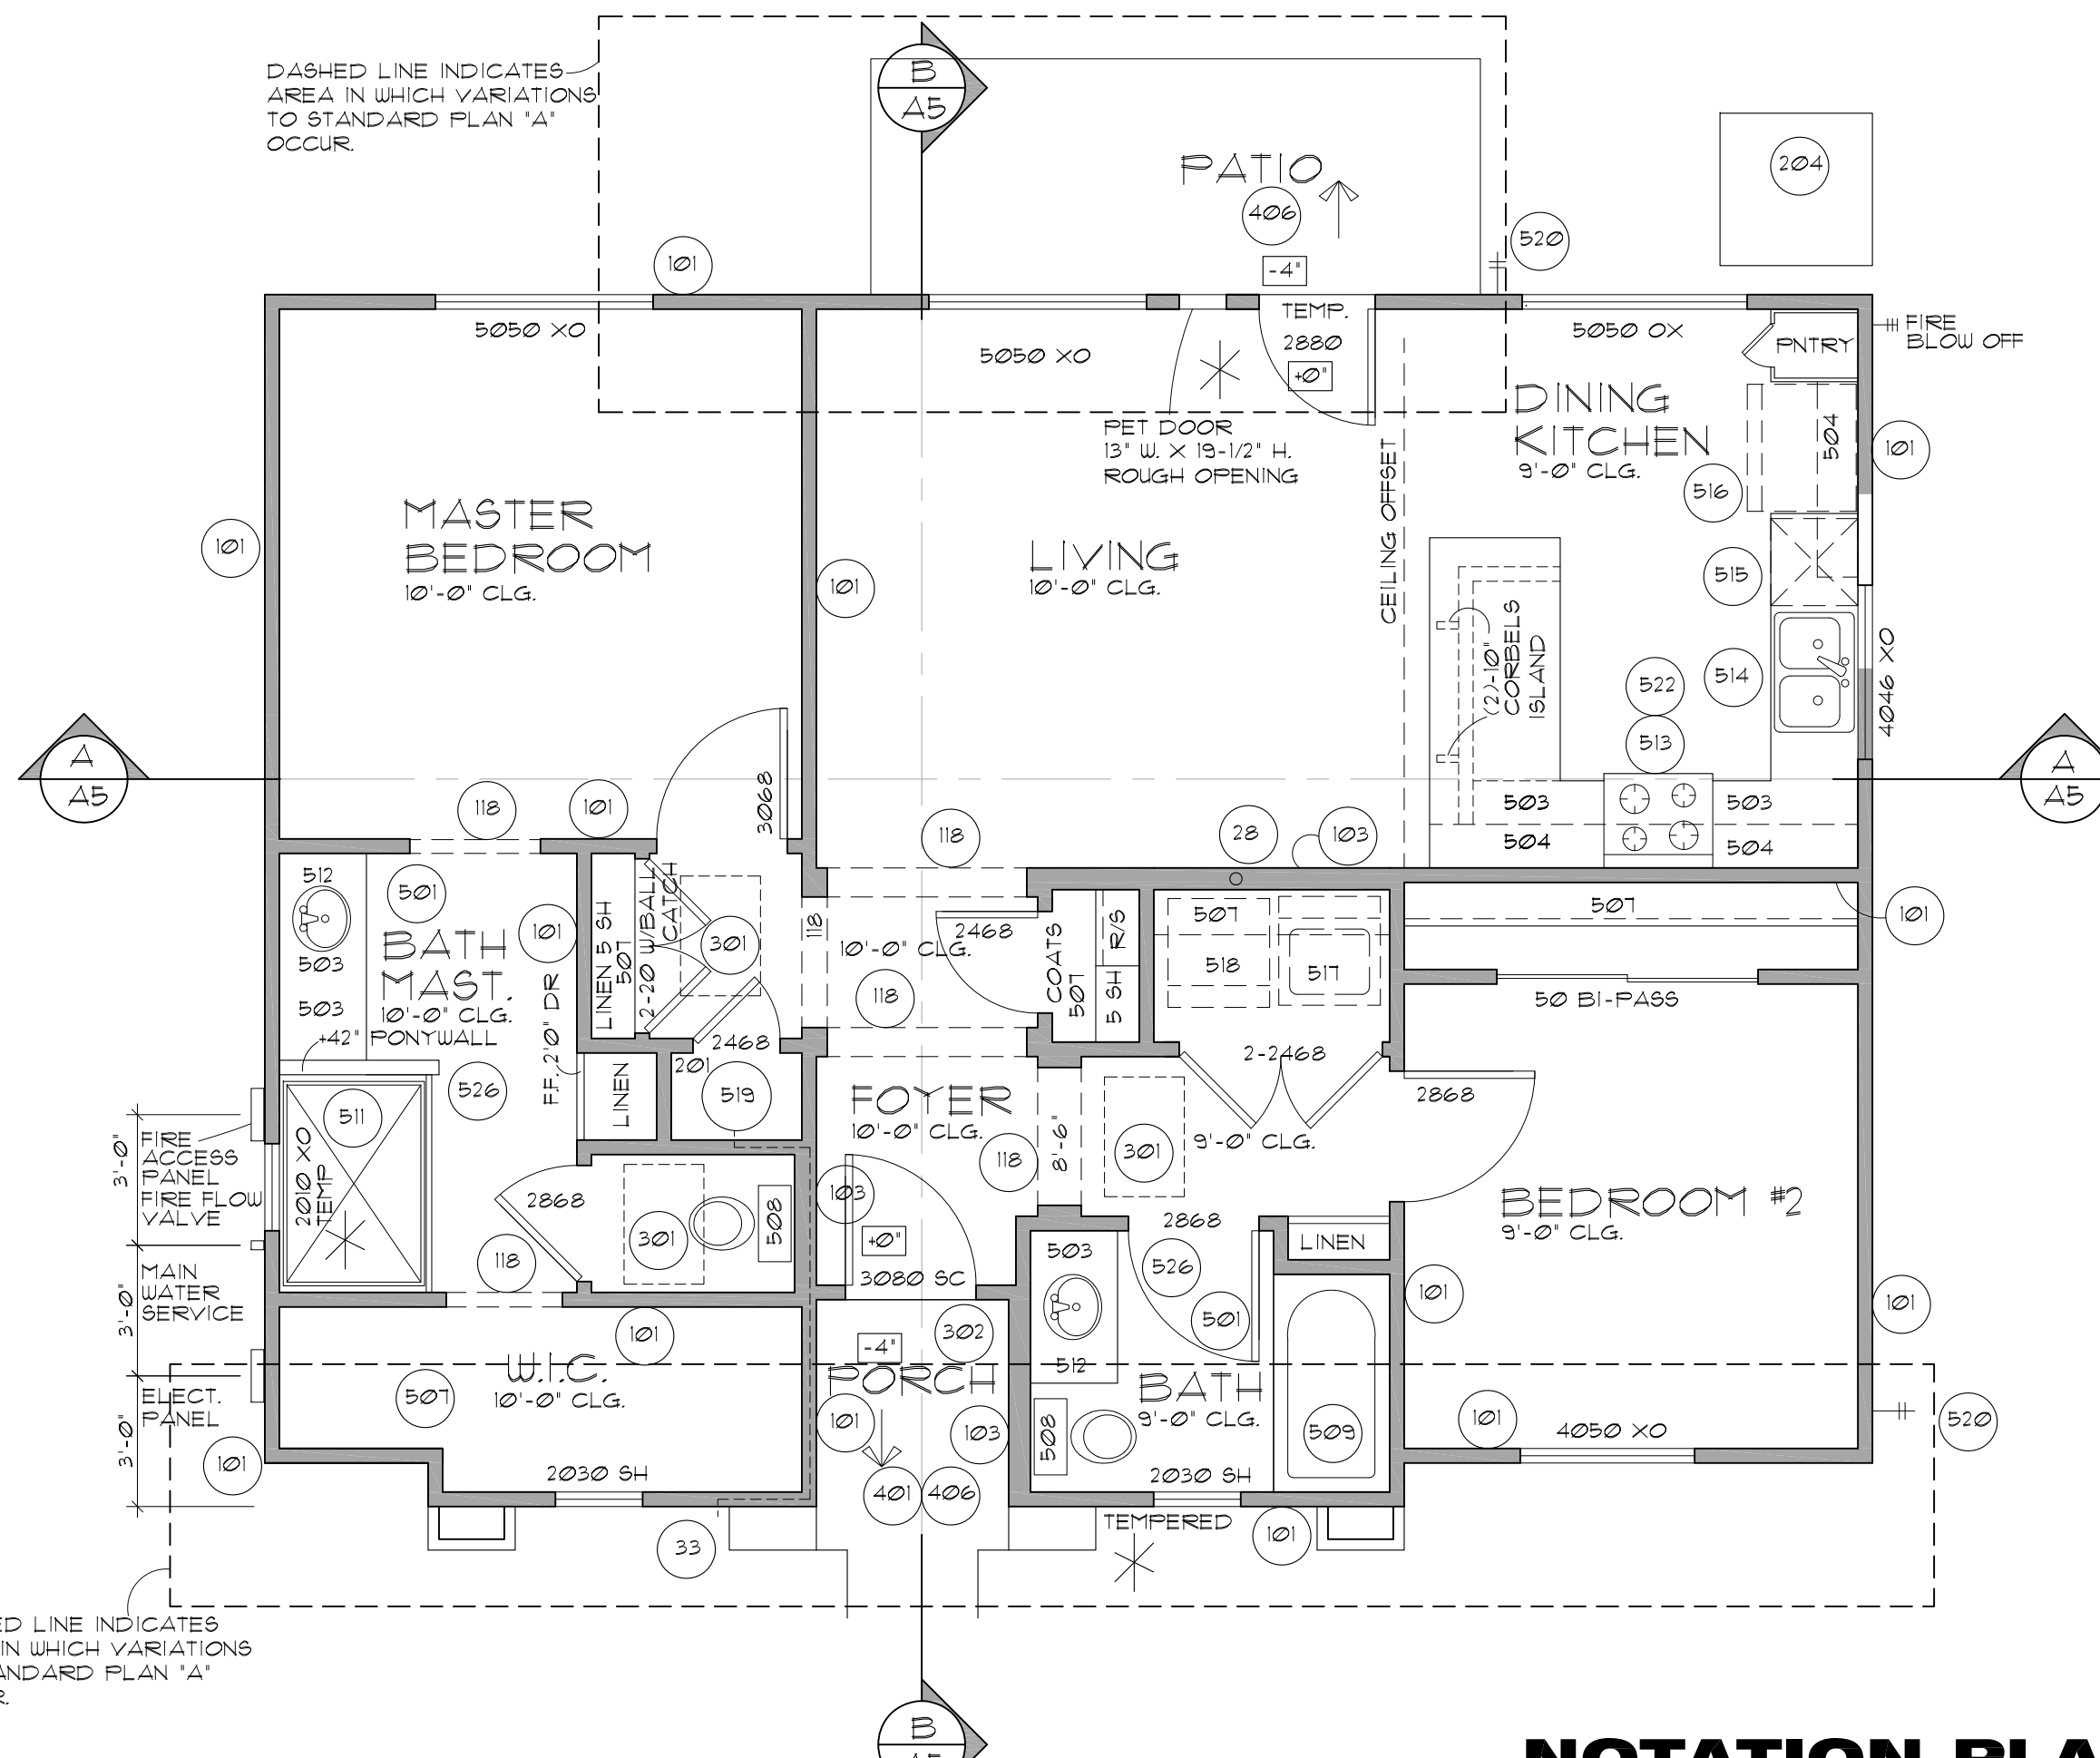 DASHED LINE INDICATES
AREA IN WHICH VARIATIONS
TO STANDARD PLAN "A"
OCCUR.
B
A5
PATIO
406
-4"
204
520
101
5050 XO
5050 XO
TEMP.
2880
+0"
5050 OX
PNTRY
FIRE
BLOW OFF
PET DOOR
13" W. X 19-1/2" H.
ROUGH OPENING
DINING
KITCHEN
9'-0" CLG.
504
101
516
CEILING OFFSET
MASTER
BEDROOM
10'-0" CLG.
101
101
LIVING
10'-0" CLG.
515
(2)-10"
CORBELS
ISLAND
522
514
513
4046 XO
A
A5
A
A5
118
101
3068
118
28
103
503
504
503
504
512
501
BATH
MAST.
10'-0" CLG.
503
503
+42" PONYWALL
101
LINEN 5 SH
507
2-20 W/BALL
CATCH
301
118
10'-0" CLG.
118
2468
COATS
507
R/S
5 SH
507
518
517
507
101
50 BI-PASS
2468
201
519
F.F. 2'0" DR
LINEN
526
511
2010 XO
TEMP
2-2468
2868
FOYER
10'-0" CLG.
118
8'-6"
301
9'-0" CLG.
3'-0"
FIRE
ACCESS
PANEL
FIRE FLOW
VALVE
2868
118
301
508
103
+0"
3080 SC
2868
LINEN
BEDROOM #2
9'-0" CLG.
3'-0"
MAIN
WATER
SERVICE
503
512
526
501
101
101
3'-0"
ELECT.
PANEL
101
W.I.C.
10'-0" CLG.
507
101
2030 SH
-4"
302
PORCH
101
103
401
406
BATH
9'-0" CLG.
508
509
2030 SH
101
4050 XO
520
33
TEMPERED
101
LINE INDICATES
IN WHICH VARIATIONS
PLAN "A"
B
NOTATION